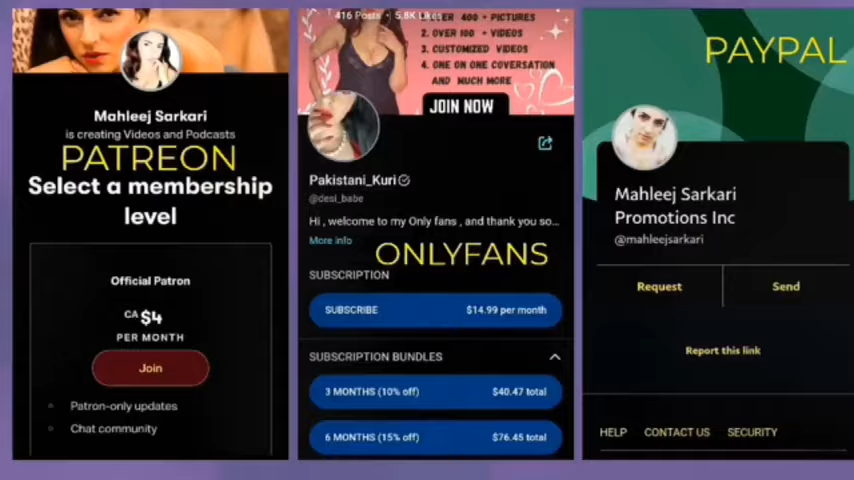 Mahleej Sarkari
is creating Videos and Podcasts
PATREON
Select a membership
level
Official Patron
CA $4
PER MONTH
Join
Patron-only updates
Chat community
416 Posts • 5.8K Likes
OVER 400 + PICTURES
2. OVER 100 + VIDEOS
3. CUSTOMIZED VIDEOS
4. ONE ON ONE COVERSATION
AND MUCH MORE
JOIN NOW
Pakistani_Kuri
@desi_babe
Hi , welcome to my Only fans , and thank you so...
More info
ONLYFANS
SUBSCRIPTION
SUBSCRIBE $14.99 per month
SUBSCRIPTION BUNDLES
3 MONTHS (10% off) $40.47 total
6 MONTHS (15% off) $76.45 total
PAYPAL
Mahleej Sarkari
Promotions Inc
@mahleejsarkari
Request Send
Report this link
HELP CONTACT US SECURITY